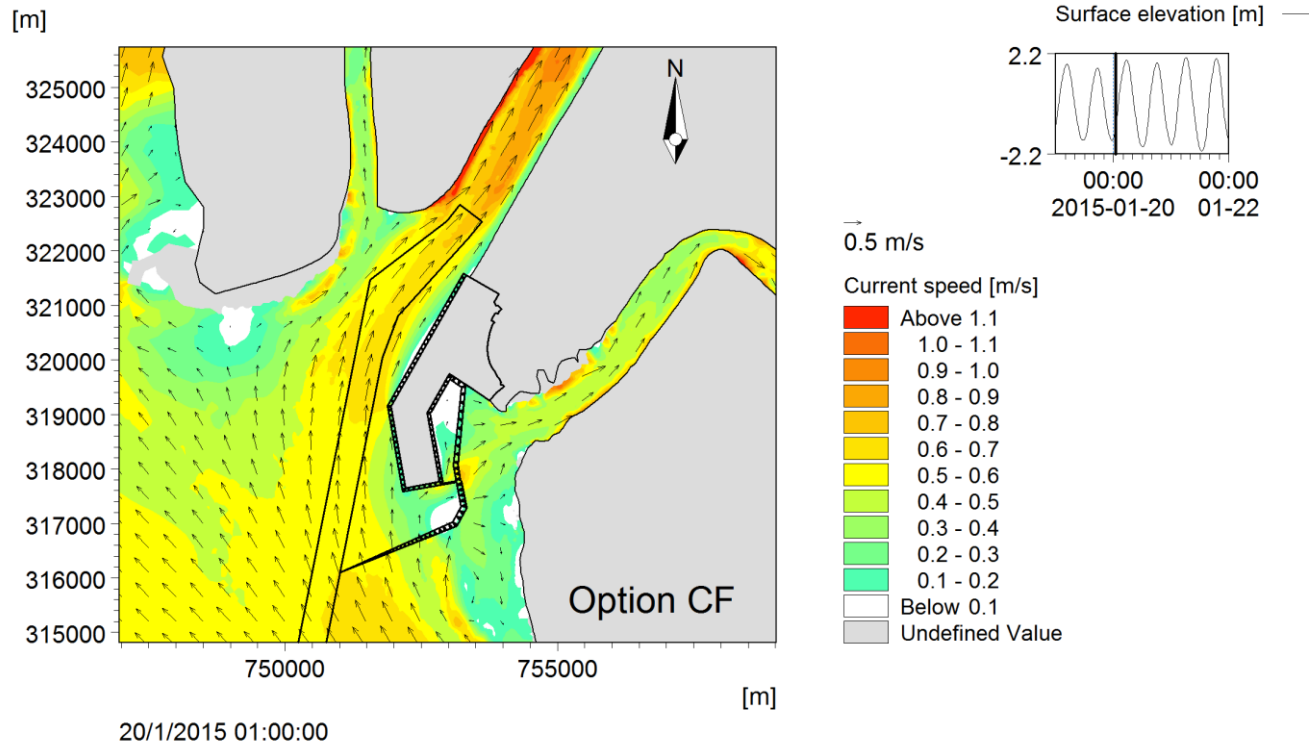 [m]
325000
324000
323000
322000
321000
320000
319000
318000
317000
316000
315000
750000
755000
[m]
N
Option CF
20/1/2015 01:00:00
Surface elevation [m]
2.2
-2.2
00:00
2015-01-20
00:00
01-22
0.5 m/s
Current speed [m/s]
Above 1.1
1.0 - 1.1
0.9 - 1.0
0.8 - 0.9
0.7 - 0.8
0.6 - 0.7
0.5 - 0.6
0.4 - 0.5
0.3 - 0.4
0.2 - 0.3
0.1 - 0.2
Below 0.1
Undefined Value